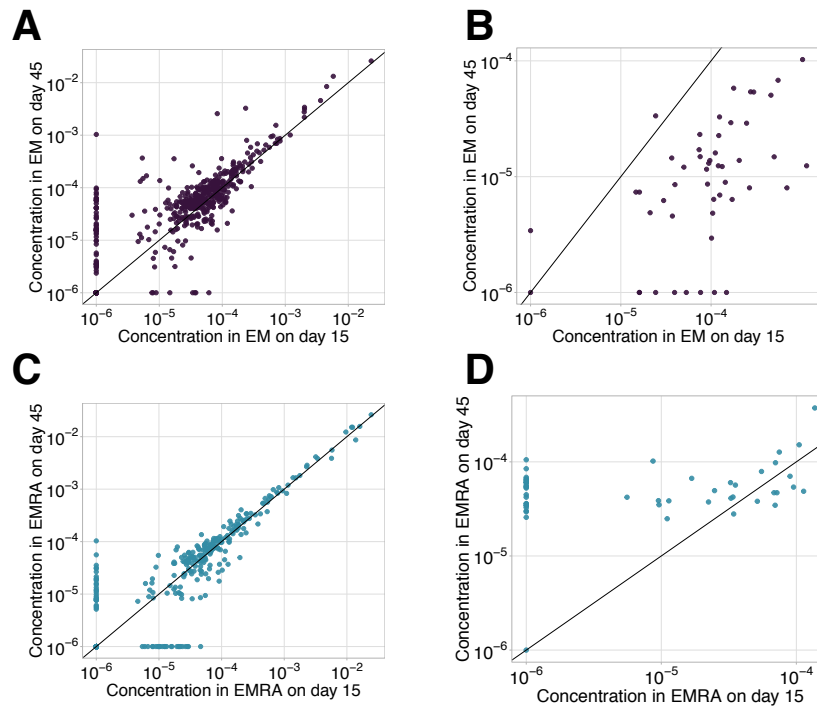 A
Concentration in EM on day 45
10⁻²
10⁻³
10⁻⁴
10⁻⁵
10⁻⁶
10⁻⁶ 10⁻⁵ 10⁻⁴ 10⁻³ 10⁻²
Concentration in EM on day 15
B
Concentration in EM on day 45
10⁻⁴
10⁻⁵
10⁻⁶
10⁻⁶ 10⁻⁵ 10⁻⁴
Concentration in EM on day 15
C
Concentration in EMRA on day 45
10⁻²
10⁻³
10⁻⁴
10⁻⁵
10⁻⁶
10⁻⁶ 10⁻⁵ 10⁻⁴ 10⁻³ 10⁻²
Concentration in EMRA on day 15
D
Concentration in EMRA on day 45
10⁻⁴
10⁻⁵
10⁻⁶
10⁻⁶ 10⁻⁵ 10⁻⁴
Concentration in EMRA on day 15